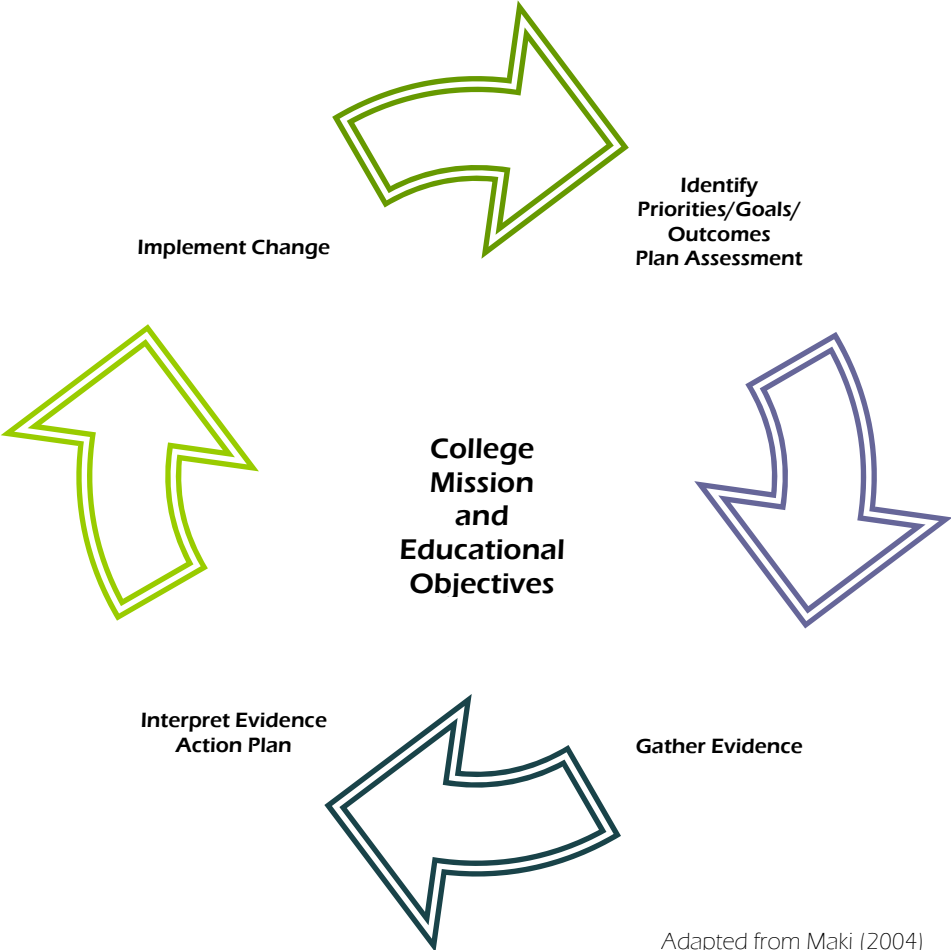 Identify
Priorities/Goals/
Outcomes
Plan Assessment
Implement Change
College
Mission
and
Educational
Objectives
Interpret Evidence
Action Plan
Gather Evidence
Adapted from Maki (2004)